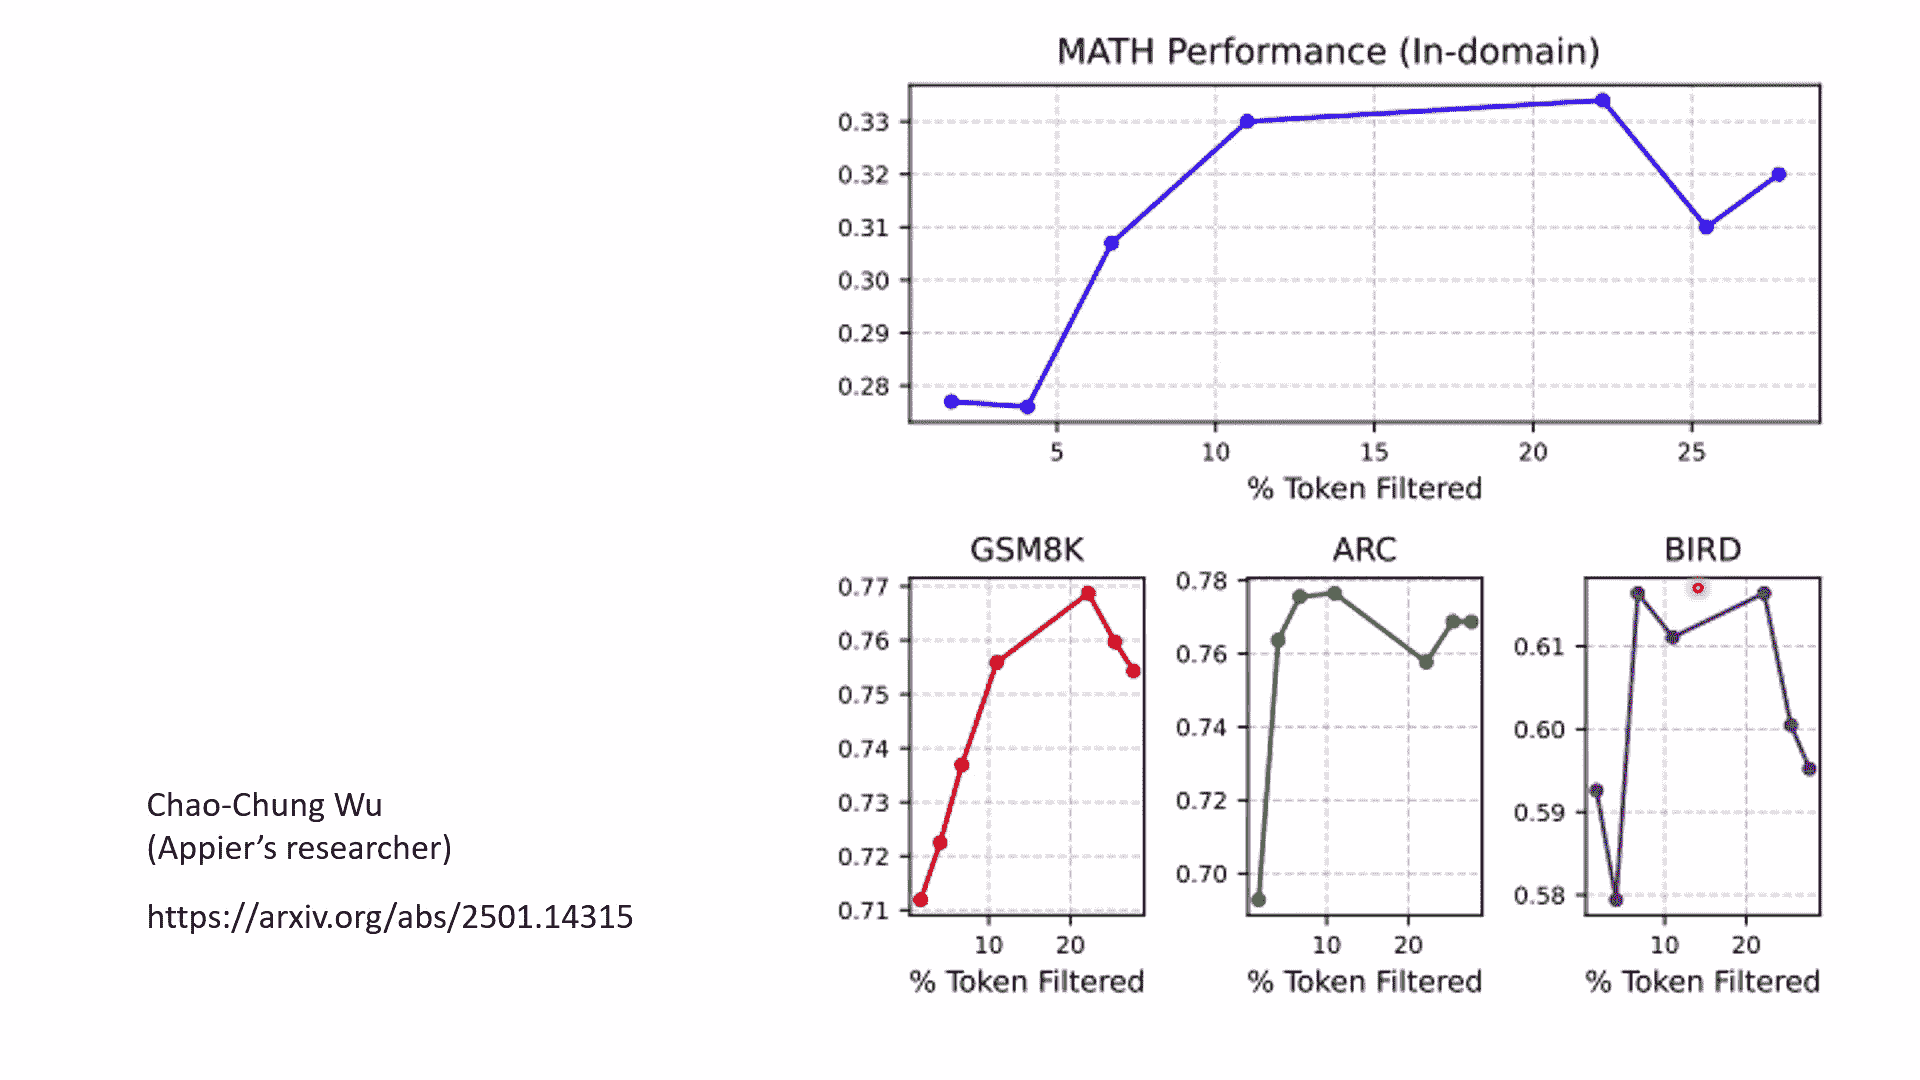 MATH Performance (In-domain)
0.33
0.32
0.31
0.30
0.29
0.28
5 10 15 20 25
% Token Filtered
GSM8K
0.77
0.76
0.75
0.74
0.73
0.72
0.71
10 20
% Token Filtered
ARC
0.78
0.76
0.74
0.72
0.70
10 20
% Token Filtered
BIRD
0.61
0.60
0.59
0.58
10 20
% Token Filtered
Chao-Chung Wu
(Appier’s researcher)
https://arxiv.org/abs/2501.14315